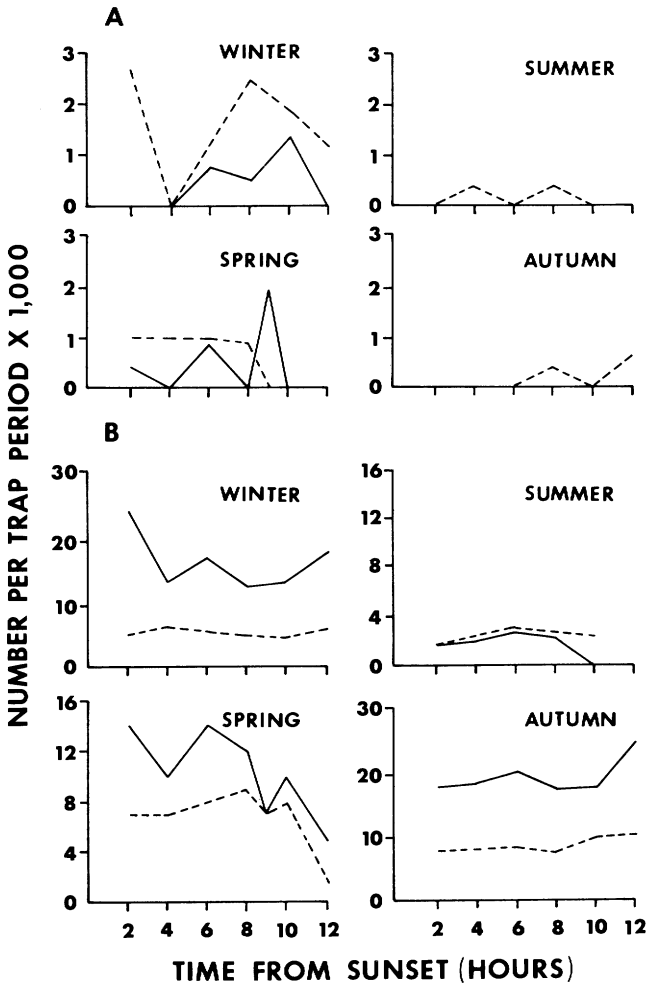 A
WINTER
3
2
1
0
SUMMER
3
2
1
0
SPRING
3
2
1
0
AUTUMN
3
2
1
0
B
WINTER
30
20
10
0
SUMMER
16
12
8
4
0
SPRING
16
12
8
4
0
2 4 6 8 10 12
AUTUMN
30
20
10
0
2 4 6 8 10 12
NUMBER PER TRAP PERIOD X 1,000
TIME FROM SUNSET (HOURS)